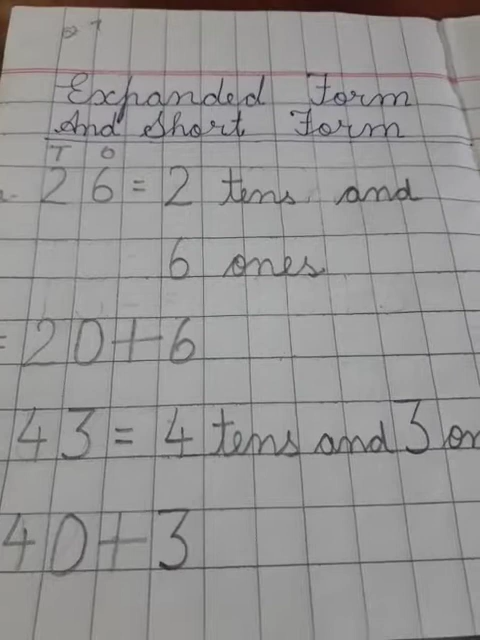 Expanded Form
And Short Form
T O
26 = 2 tens and
6 ones
= 20+6
43 = 4 tens and 3
40+3